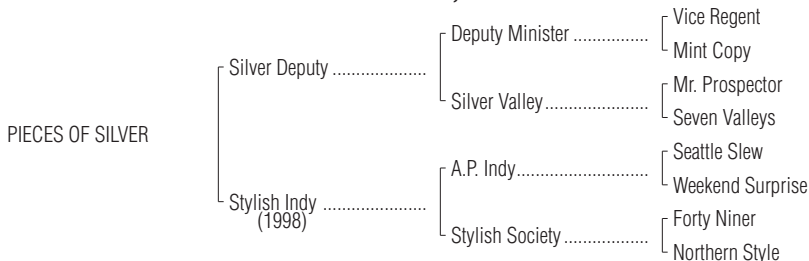 Vice Regent
Deputy Minister ................
Mint Copy
Silver Deputy ....................
Mr. Prospector
Silver Valley......................
Seven Valleys
PIECES OF SILVER
Seattle Slew
A.P. Indy............................
Weekend Surprise
Stylish Indy ......................
(1998)
Forty Niner
Stylish Society..................
Northern Style